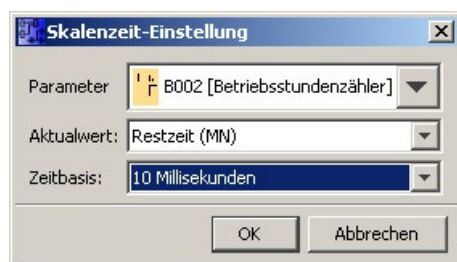 Skalenzeit-Einstellung
Parameter B002 [Betriebsstundenzähler]
Aktualwert: Restzeit (MN)
Zeitbasis: 10 Millisekunden
OK Abbrechen